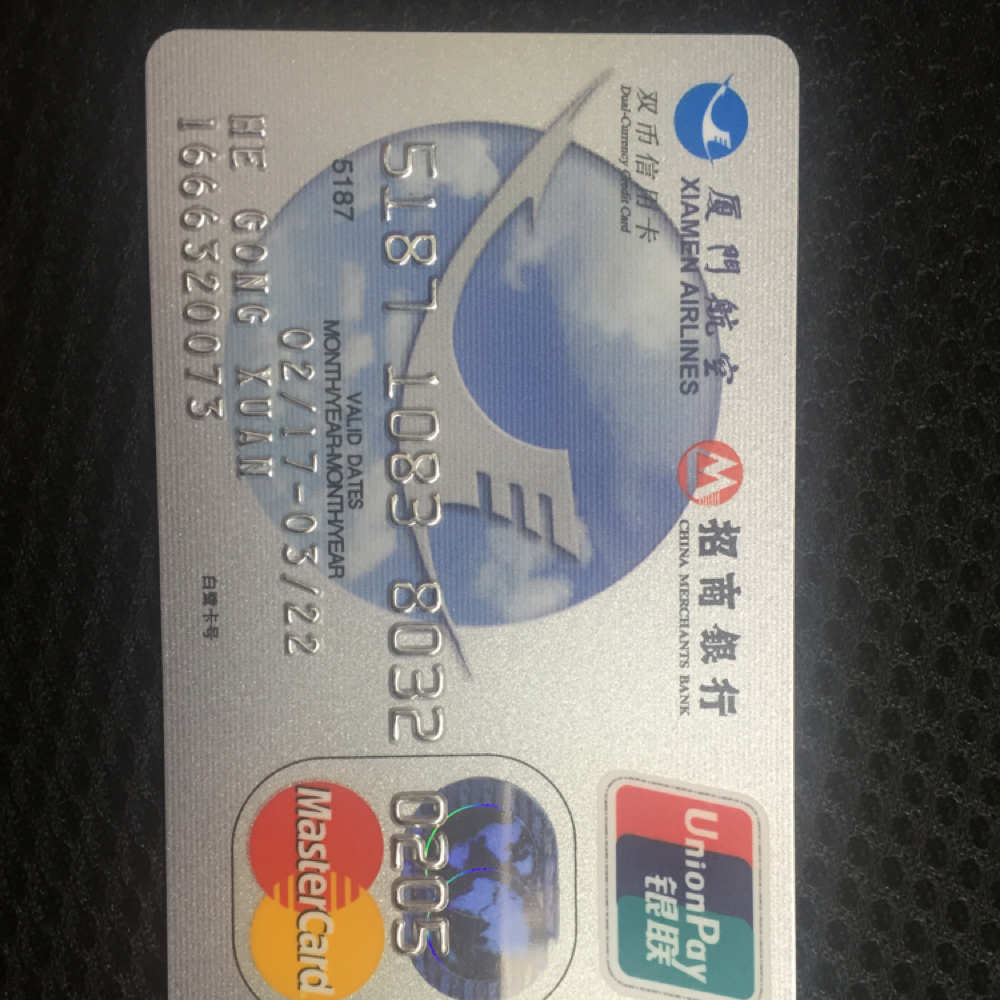 厦門航空
XIAMEN AIRLINES
招商銀行
CHINA MERCHANTS BANK
双币信用卡
Dual-Currency Credit Card
5187 1083 8032 0205
5187
VALID DATES
MONTH/YEAR-MONTH/YEAR
02/17-03/22
HE GONG XUAN
1666320073
白鹭卡号
UnionPay
银联
MasterCard